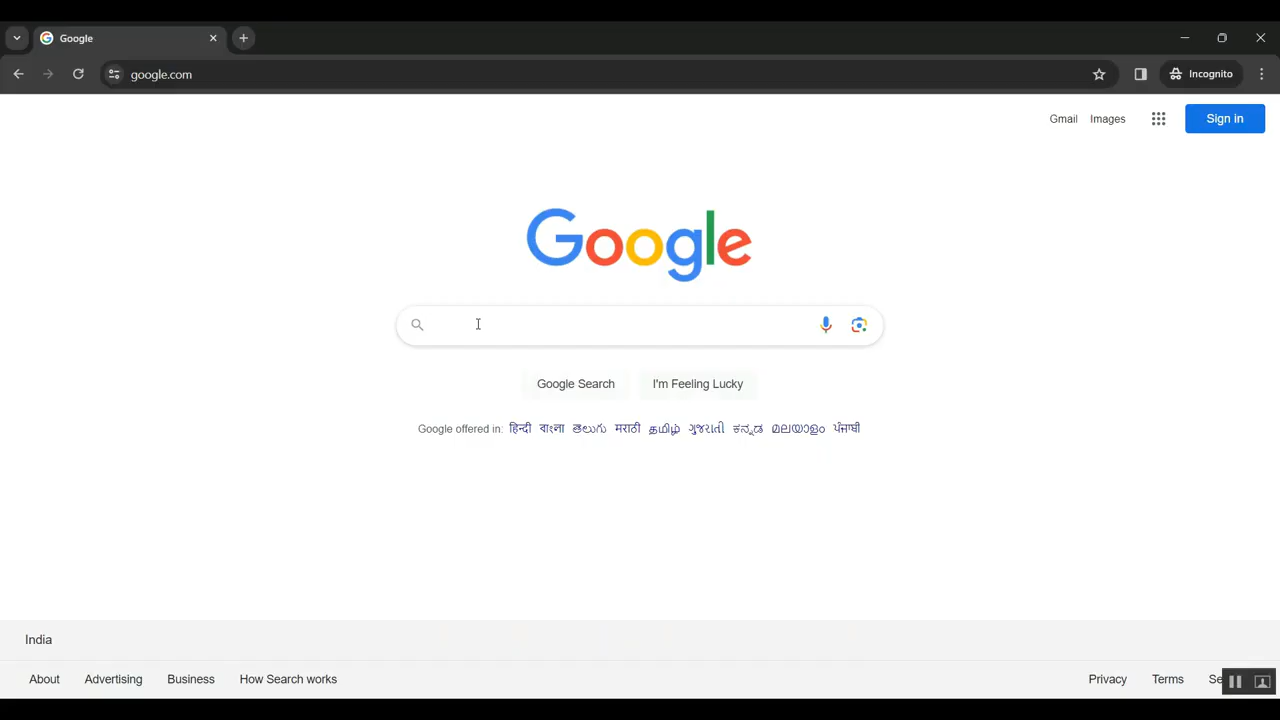 Google
google.com
Incognito
Gmail Images Sign in
Google
Google Search I'm Feeling Lucky
Google offered in: हिन्दी বাংলা తెలుగు मराठी தமிழ் ગુજરાતી ಕನ್ನಡ മലയാളം ਪੰਜਾਬੀ
India
About Advertising Business How Search works Privacy Terms Se